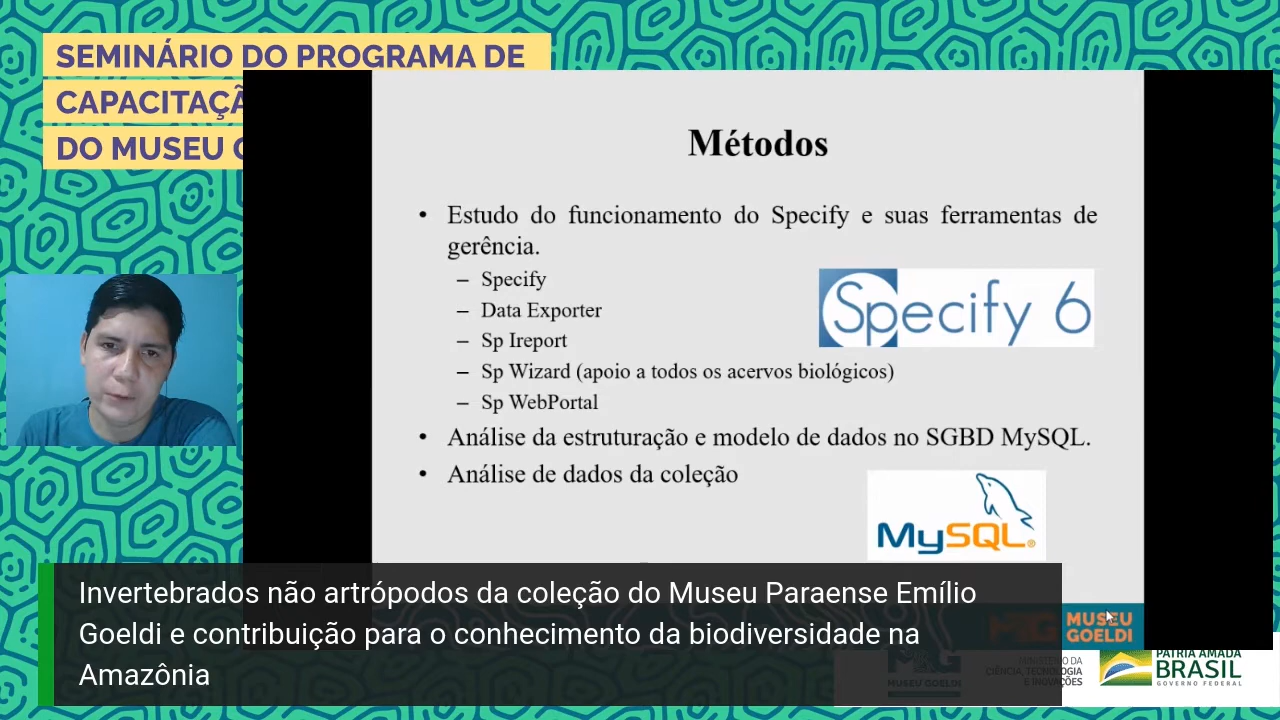 SEMINÁRIO DO PROGRAMA DE
CAPACITAÇÃ
DO MUSEU
Métodos
• Estudo do funcionamento do Specify e suas ferramentas de
gerência.
– Specify
– Data Exporter
– Sp Ireport
– Sp Wizard (apoio a todos os acervos biológicos)
– Sp WebPortal
Specify 6
• Análise da estruturação e modelo de dados no SGBD MySQL.
• Análise de dados da coleção
MySQL®
Invertebrados não artrópodos da coleção do Museu Paraense Emílio
Goeldi e contribuição para o conhecimento da biodiversidade na
Amazônia
MUSEU
GOELDI
MUSEU GOELDI
MINISTÉRIO DA
CIÊNCIA, TECNOLOGIA
E INOVAÇÕES
PÁTRIA AMADA
BRASIL
GOVERNO FEDERAL